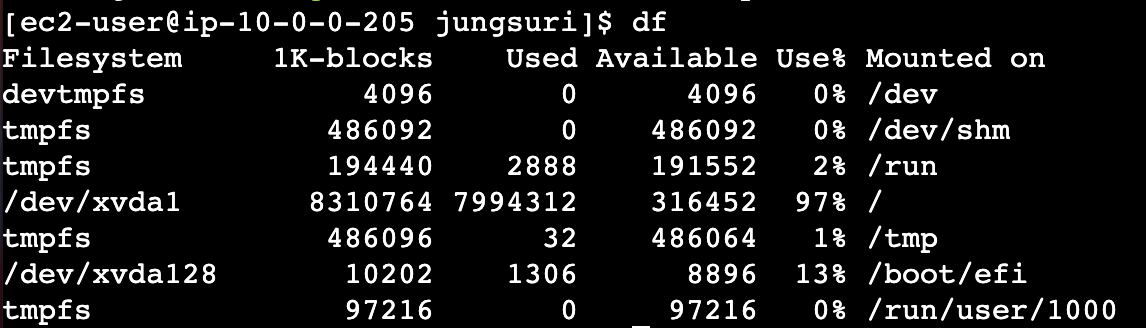 [ec2-user@ip-10-0-0-205 jungsuri]$ df
Filesystem     1K-blocks    Used Available Use% Mounted on
devtmpfs            4096       0      4096   0% /dev
tmpfs             486092       0    486092   0% /dev/shm
tmpfs             194440    2888    191552   2% /run
/dev/xvda1       8310764 7994312    316452  97% /
tmpfs             486096      32    486064   1% /tmp
/dev/xvda128       10202    1306      8896  13% /boot/efi
tmpfs              97216       0     97216   0% /run/user/1000